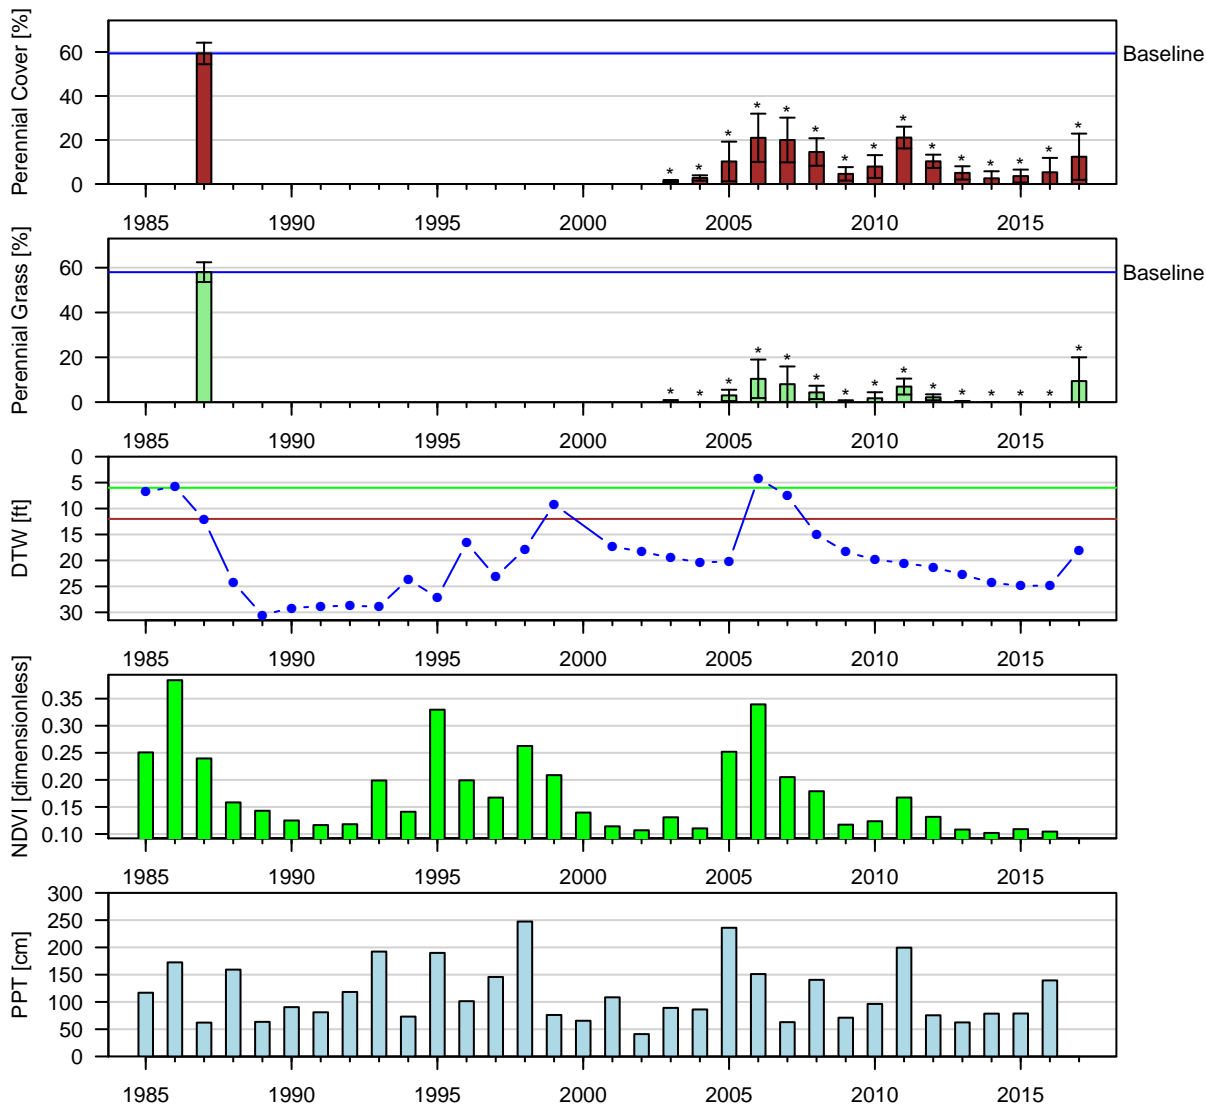 Perennial Cover [%]
60
40
20
0
Baseline
* * * * * * * * * * * * * * *
1985 1990 1995 2000 2005 2010 2015
Perennial Grass [%]
60
40
20
0
Baseline
* * * * * * * * * * * * * * *
1985 1990 1995 2000 2005 2010 2015
DTW [ft]
0
5
10
15
20
25
30
1985 1990 1995 2000 2005 2010 2015
NDVI [dimensionless]
0.35
0.30
0.25
0.20
0.15
0.10
1985 1990 1995 2000 2005 2010 2015
PPT [cm]
300
250
200
150
100
50
0
1985 1990 1995 2000 2005 2010 2015